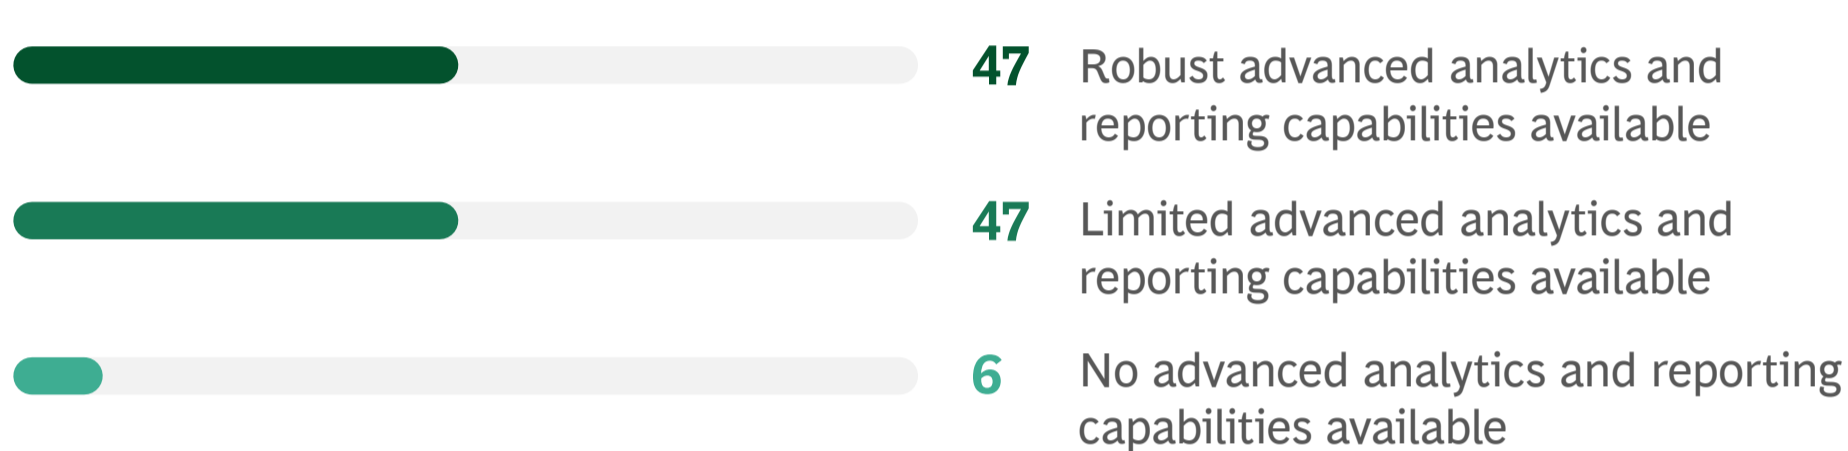 47 Robust advanced analytics and
reporting capabilities available
47 Limited advanced analytics and
reporting capabilities available
6 No advanced analytics and reporting
capabilities available